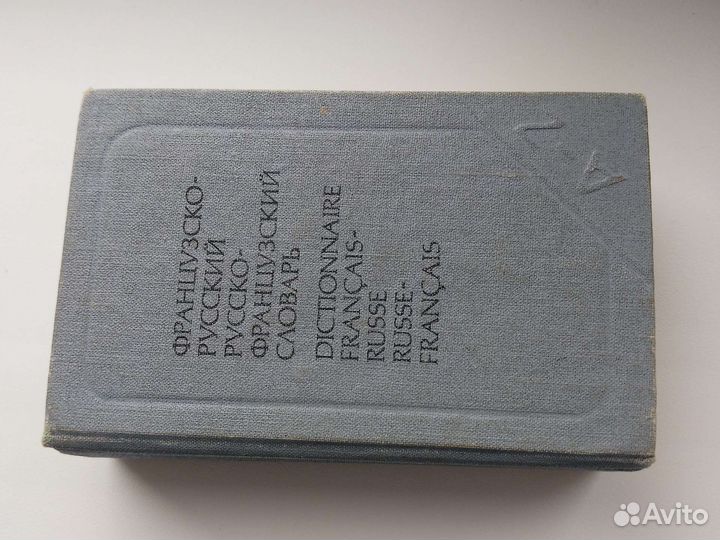 ФРАНЦУЗСКО-
РУССКИЙ
РУССКО-
ФРАНЦУЗСКИЙ
СЛОВАРЬ
DICTIONNAIRE
FRANÇAIS-
RUSSE
RUSSE-
FRANÇAIS
Avito